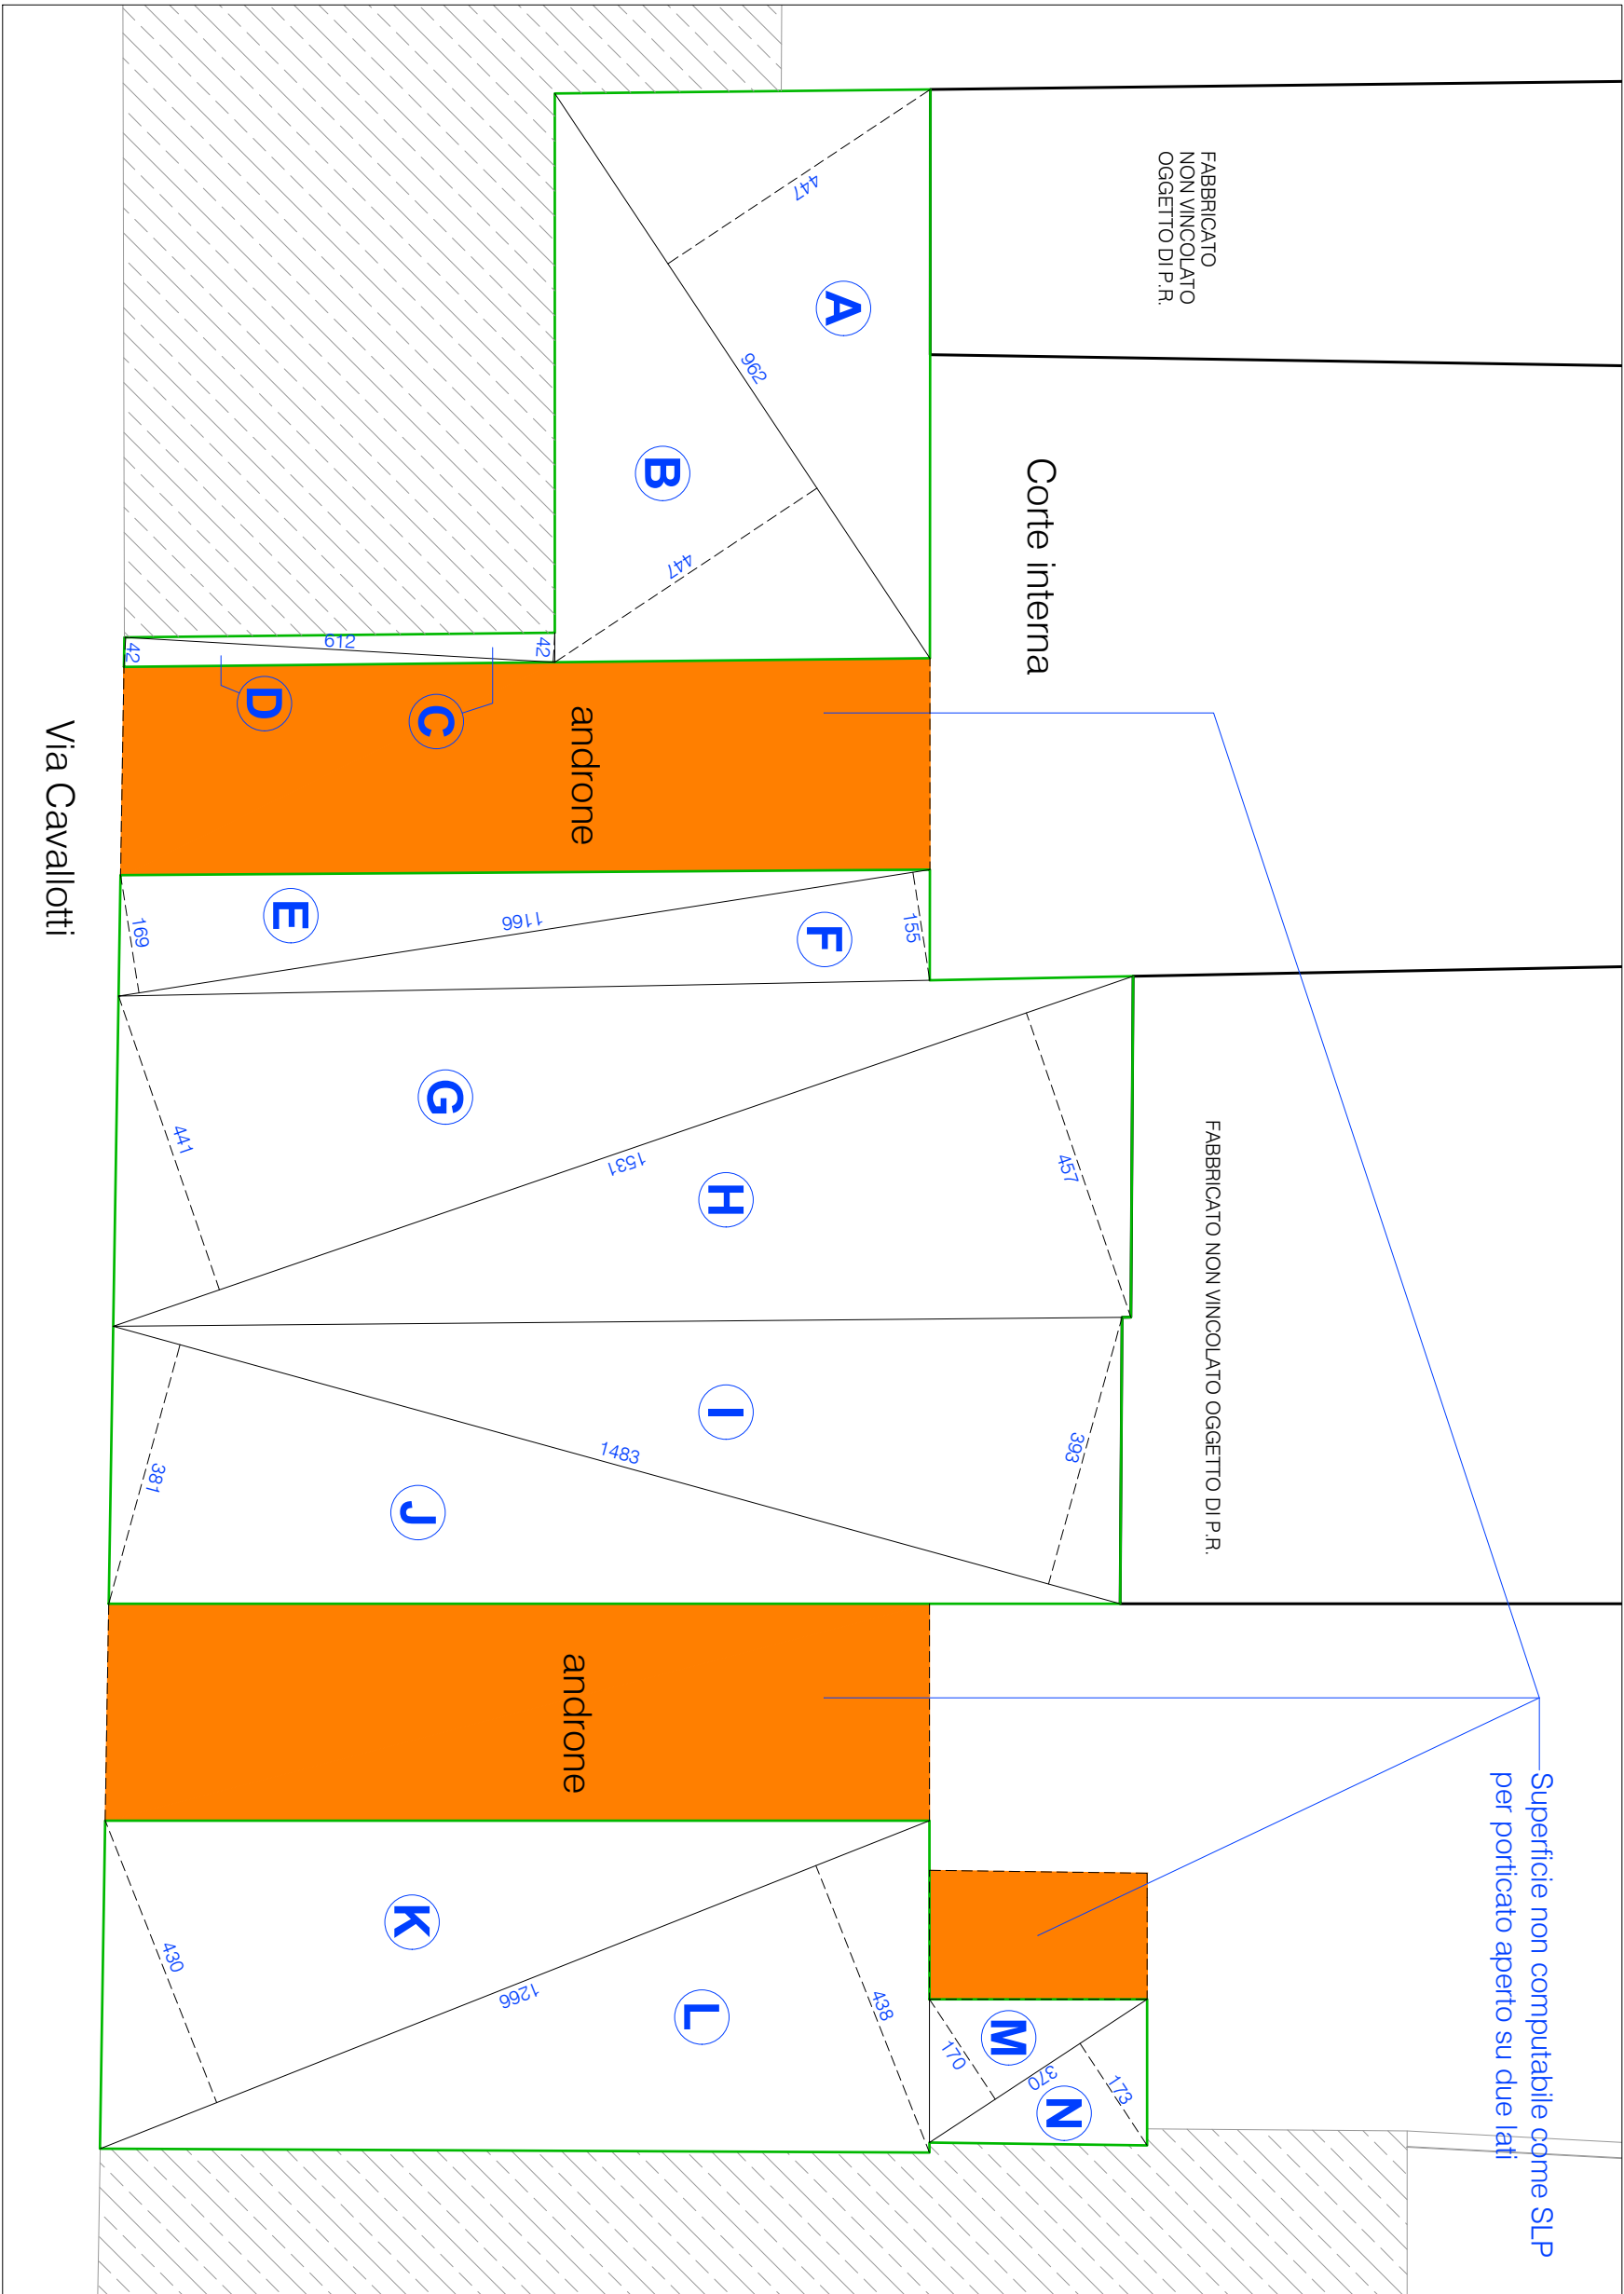 Superficie non computabile come SLP
per porticato aperto su due lati
FABBRICATO
NON VINCOLATO
OGGETTO DI P.R.
FABBRICATO NON VINCOLATO OGGETTO DI P.R.
Corte interna
A
447
962
B
447
42
612
42
C
D
androne
E
169
1166
F
155
G
441
1531
H
457
I
393
1483
J
381
androne
K
430
1266
L
438
M
170
370
N
173
Via Cavallotti